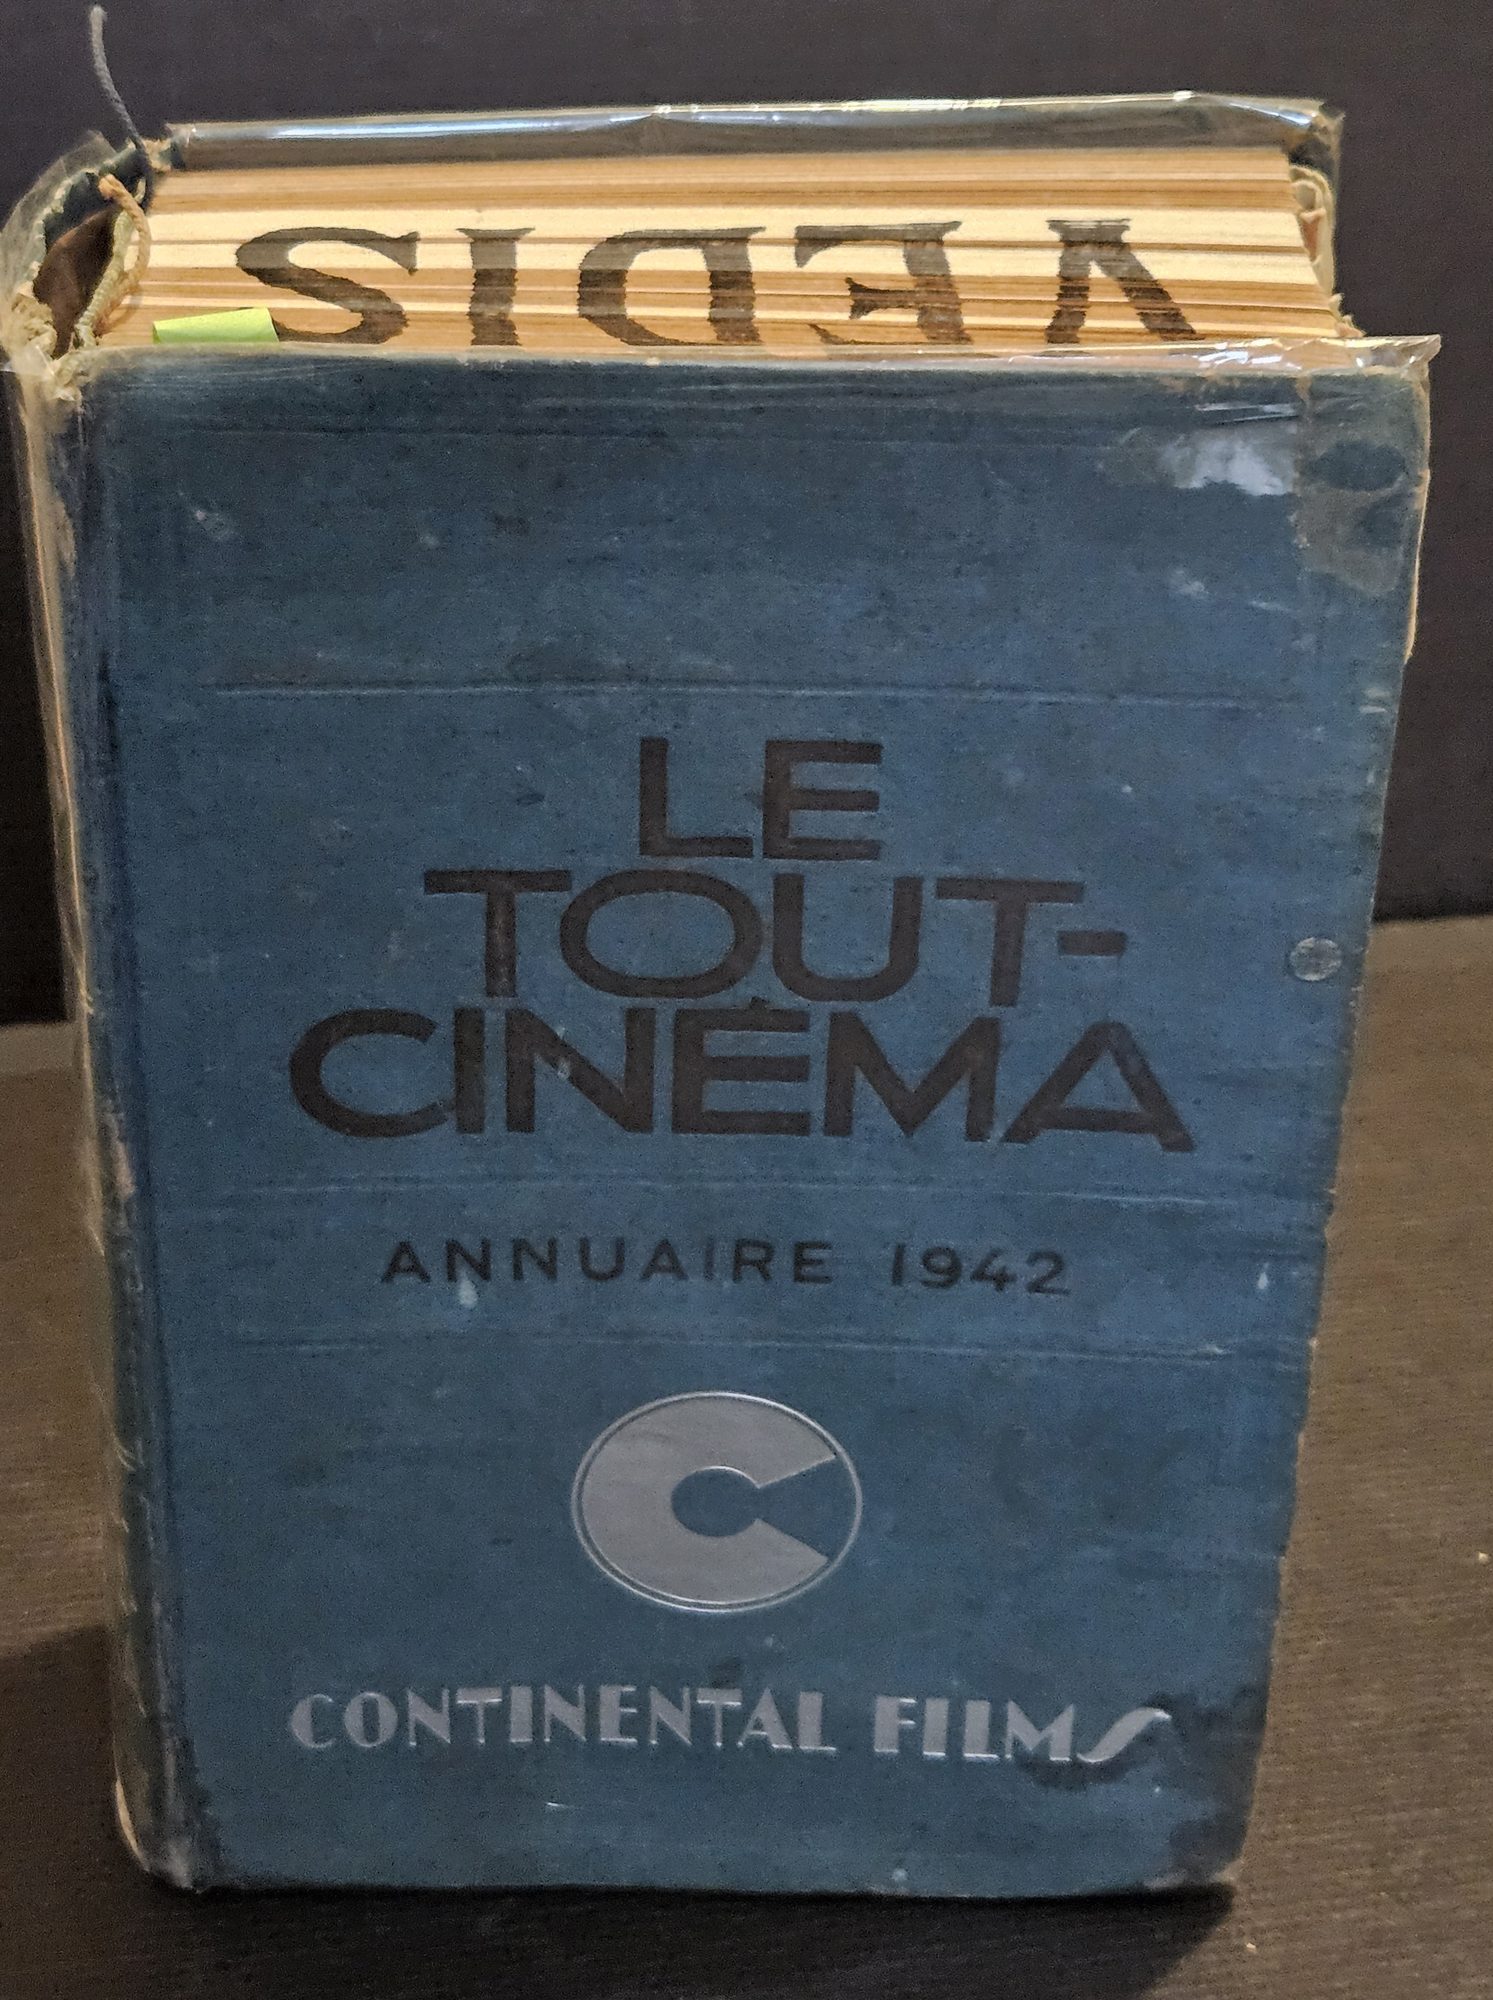 VEDIS
LE
TOUT-
CINÉMA
ANNUAIRE 1942
C
CONTINENTAL FILMS